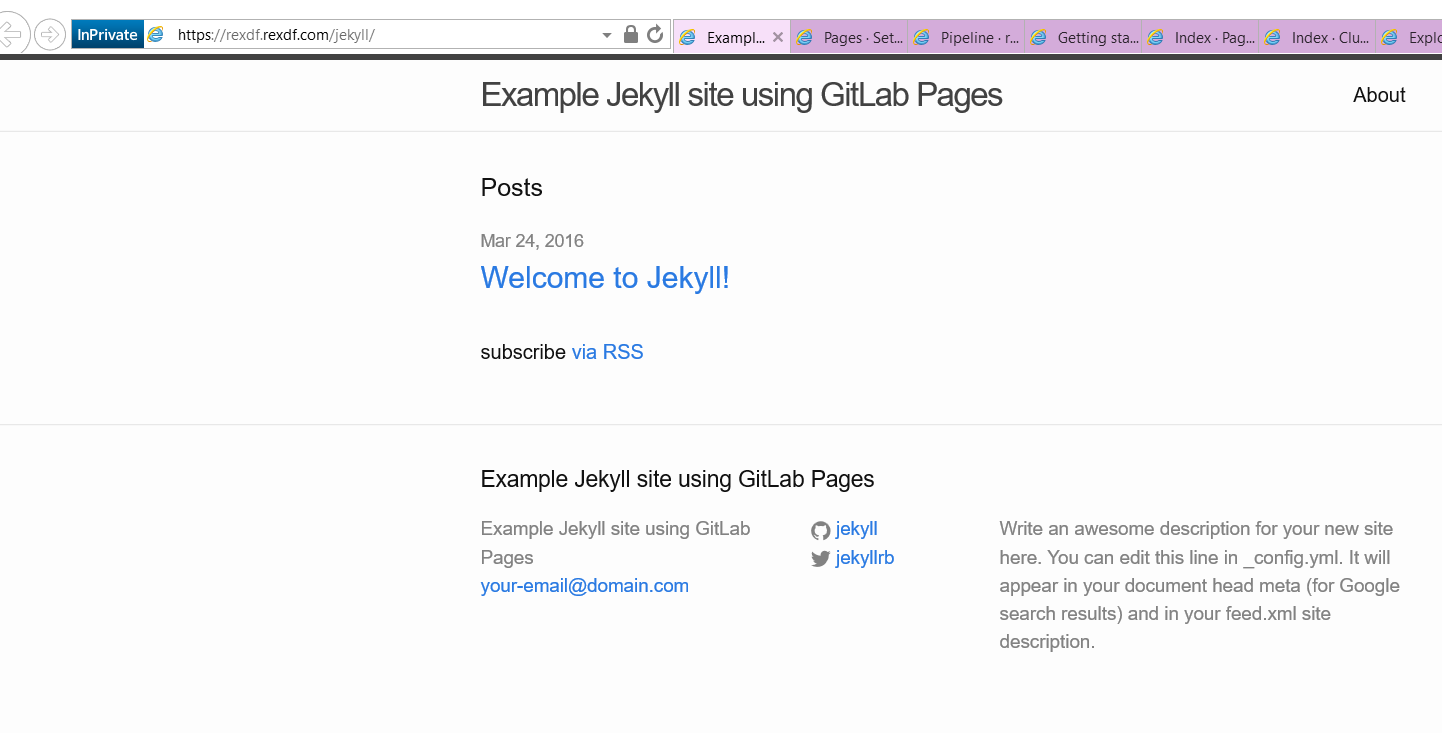 InPrivate https://rexdf.rexdf.com/jekyll/ Exampl... Pages · Set... Pipeline · r... Getting sta... Index · Pag... Index · Clu... Explo
Example Jekyll site using GitLab Pages About
Posts
Mar 24, 2016
Welcome to Jekyll!
subscribe via RSS
Example Jekyll site using GitLab Pages
Example Jekyll site using GitLab
Pages
your-email@domain.com
jekyll
jekyllrb
Write an awesome description for your new site
here. You can edit this line in _config.yml. It will
appear in your document head meta (for Google
search results) and in your feed.xml site
description.